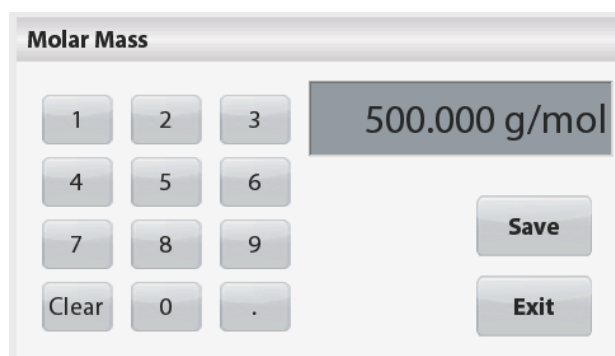 Molar Mass
1 2 3
500.000 g/mol
4 5 6
Save
7 8 9
Clear 0 .
Exit